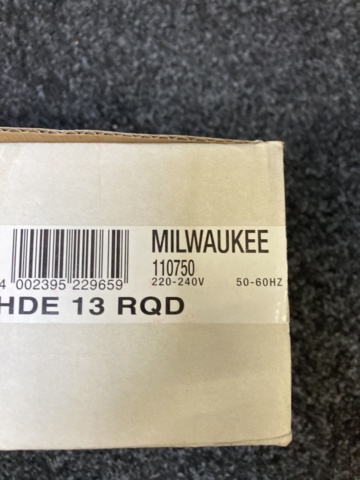 MILWAUKEE
110750
4 002395 229659
220-240V 50-60HZ
HDE 13 RQD